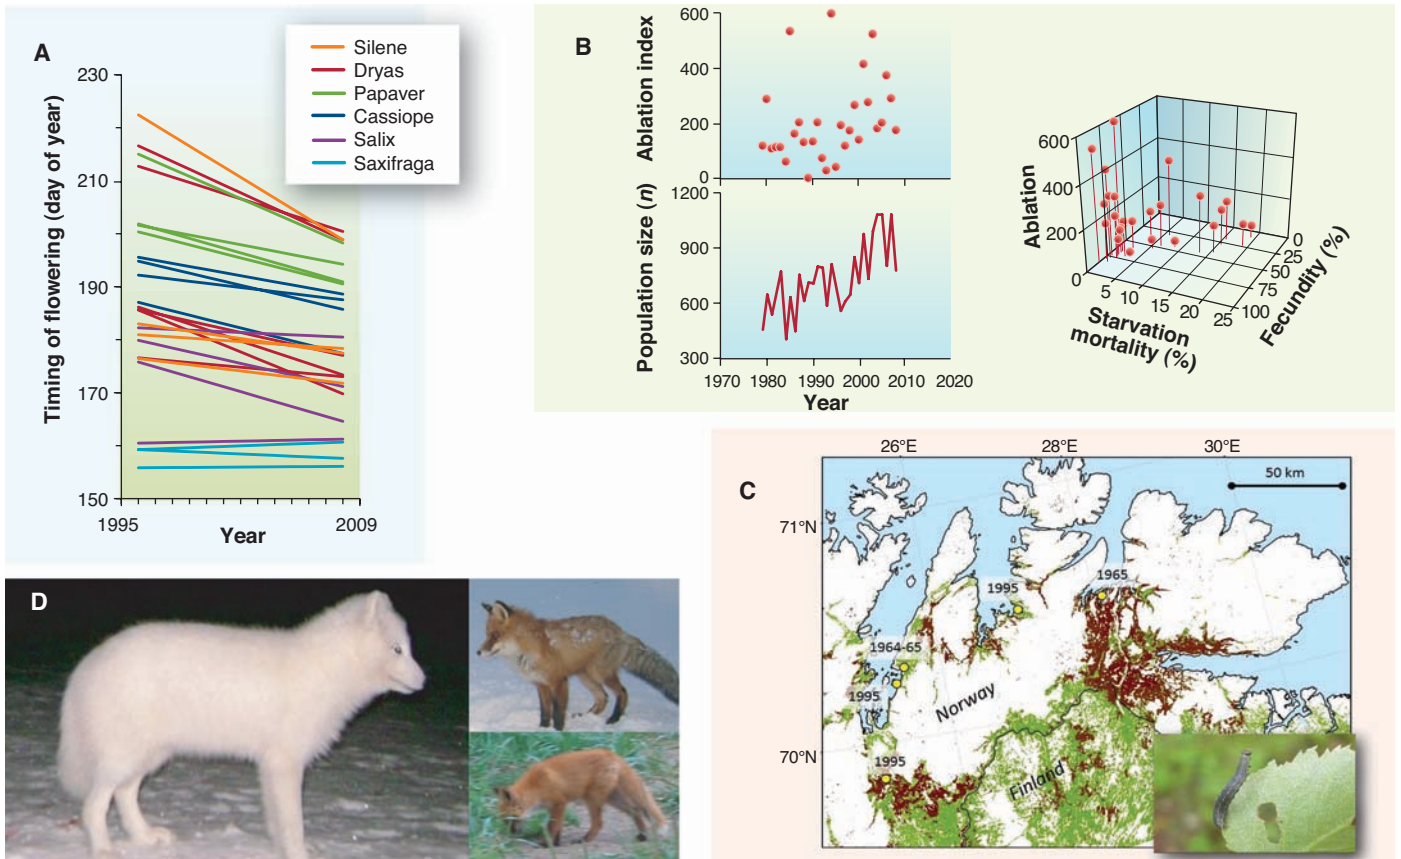 A
Silene
Dryas
Papaver
Cassiope
Salix
Saxifraga
Timing of flowering (day of year)
230
210
190
170
150
1995
2009
Year
B
Ablation index
600
400
200
0
Population size (n)
1200
900
600
300
1970 1980 1990 2000 2010 2020
Year
Ablation
600
400
200
0
5
10
15
20
25
Starvation
mortality (%)
0
25
50
75
100
Fecundity (%)
C
26°E 28°E 30°E
50 km
71°N
70°N
1995
1965
1964-65
1995
1995
Norway
Finland
D